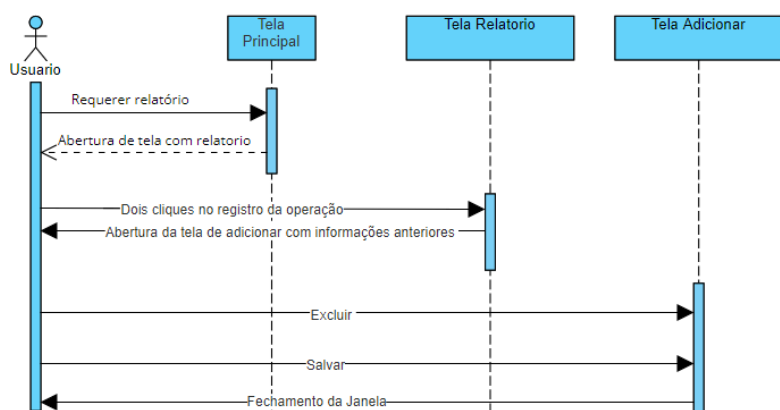 Tela
Principal
Tela Relatorio
Tela Adicionar
Usuario
Requerer relatório
Abertura de tela com relatorio
Dois cliques no registro da operação
Abertura da tela de adicionar com informações anteriores
Excluir
Salvar
Fechamento da Janela